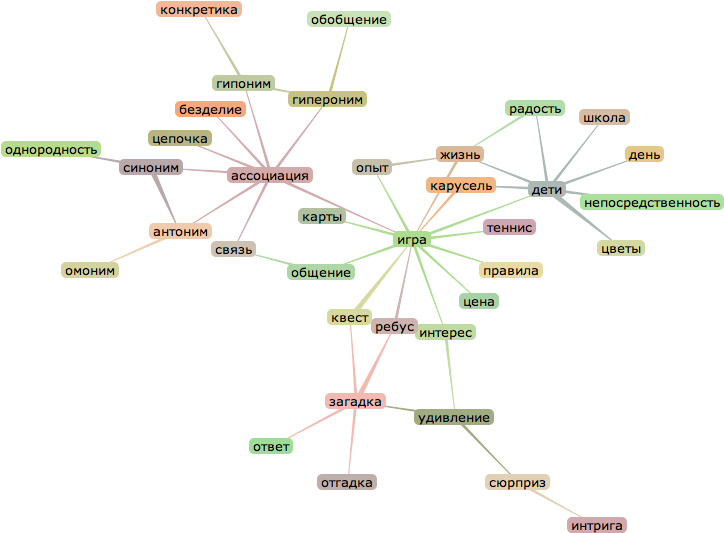 конкретика
обобщение
гипоним
гипероним
безделие
радость
школа
цепочка
однородность
синоним
ассоциация
опыт
жизнь
день
карусель
дети
непосредственность
карты
теннис
антоним
связь
игра
цветы
омоним
общение
правила
цена
квест
ребус
интерес
загадка
удивление
ответ
отгадка
сюрприз
интрига